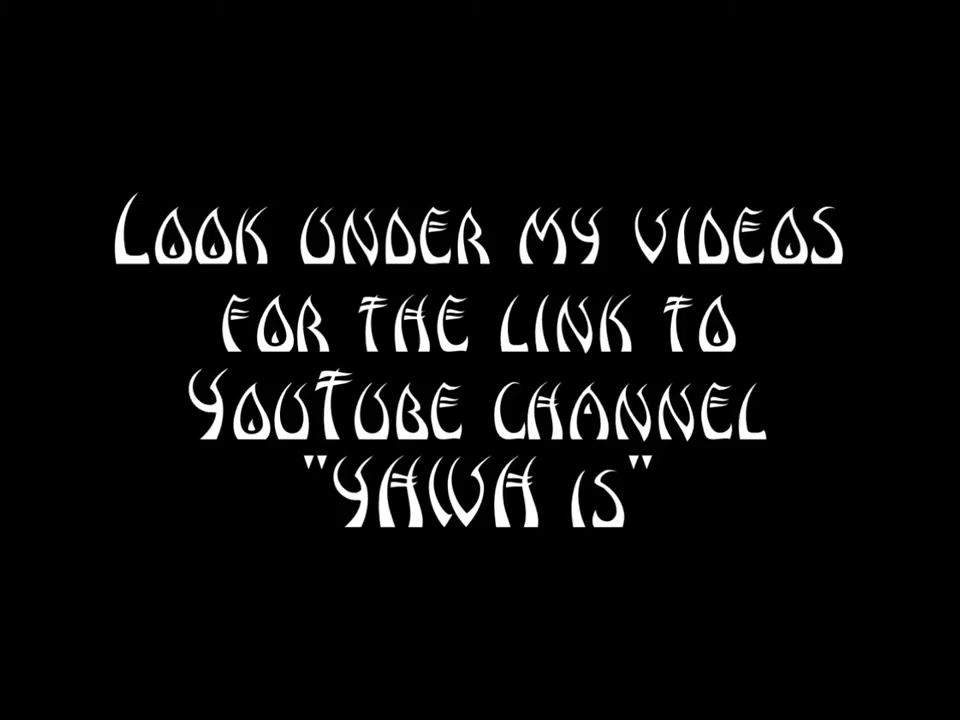 Look under my videos
for the link to
YouTube channel
"YAWA is"